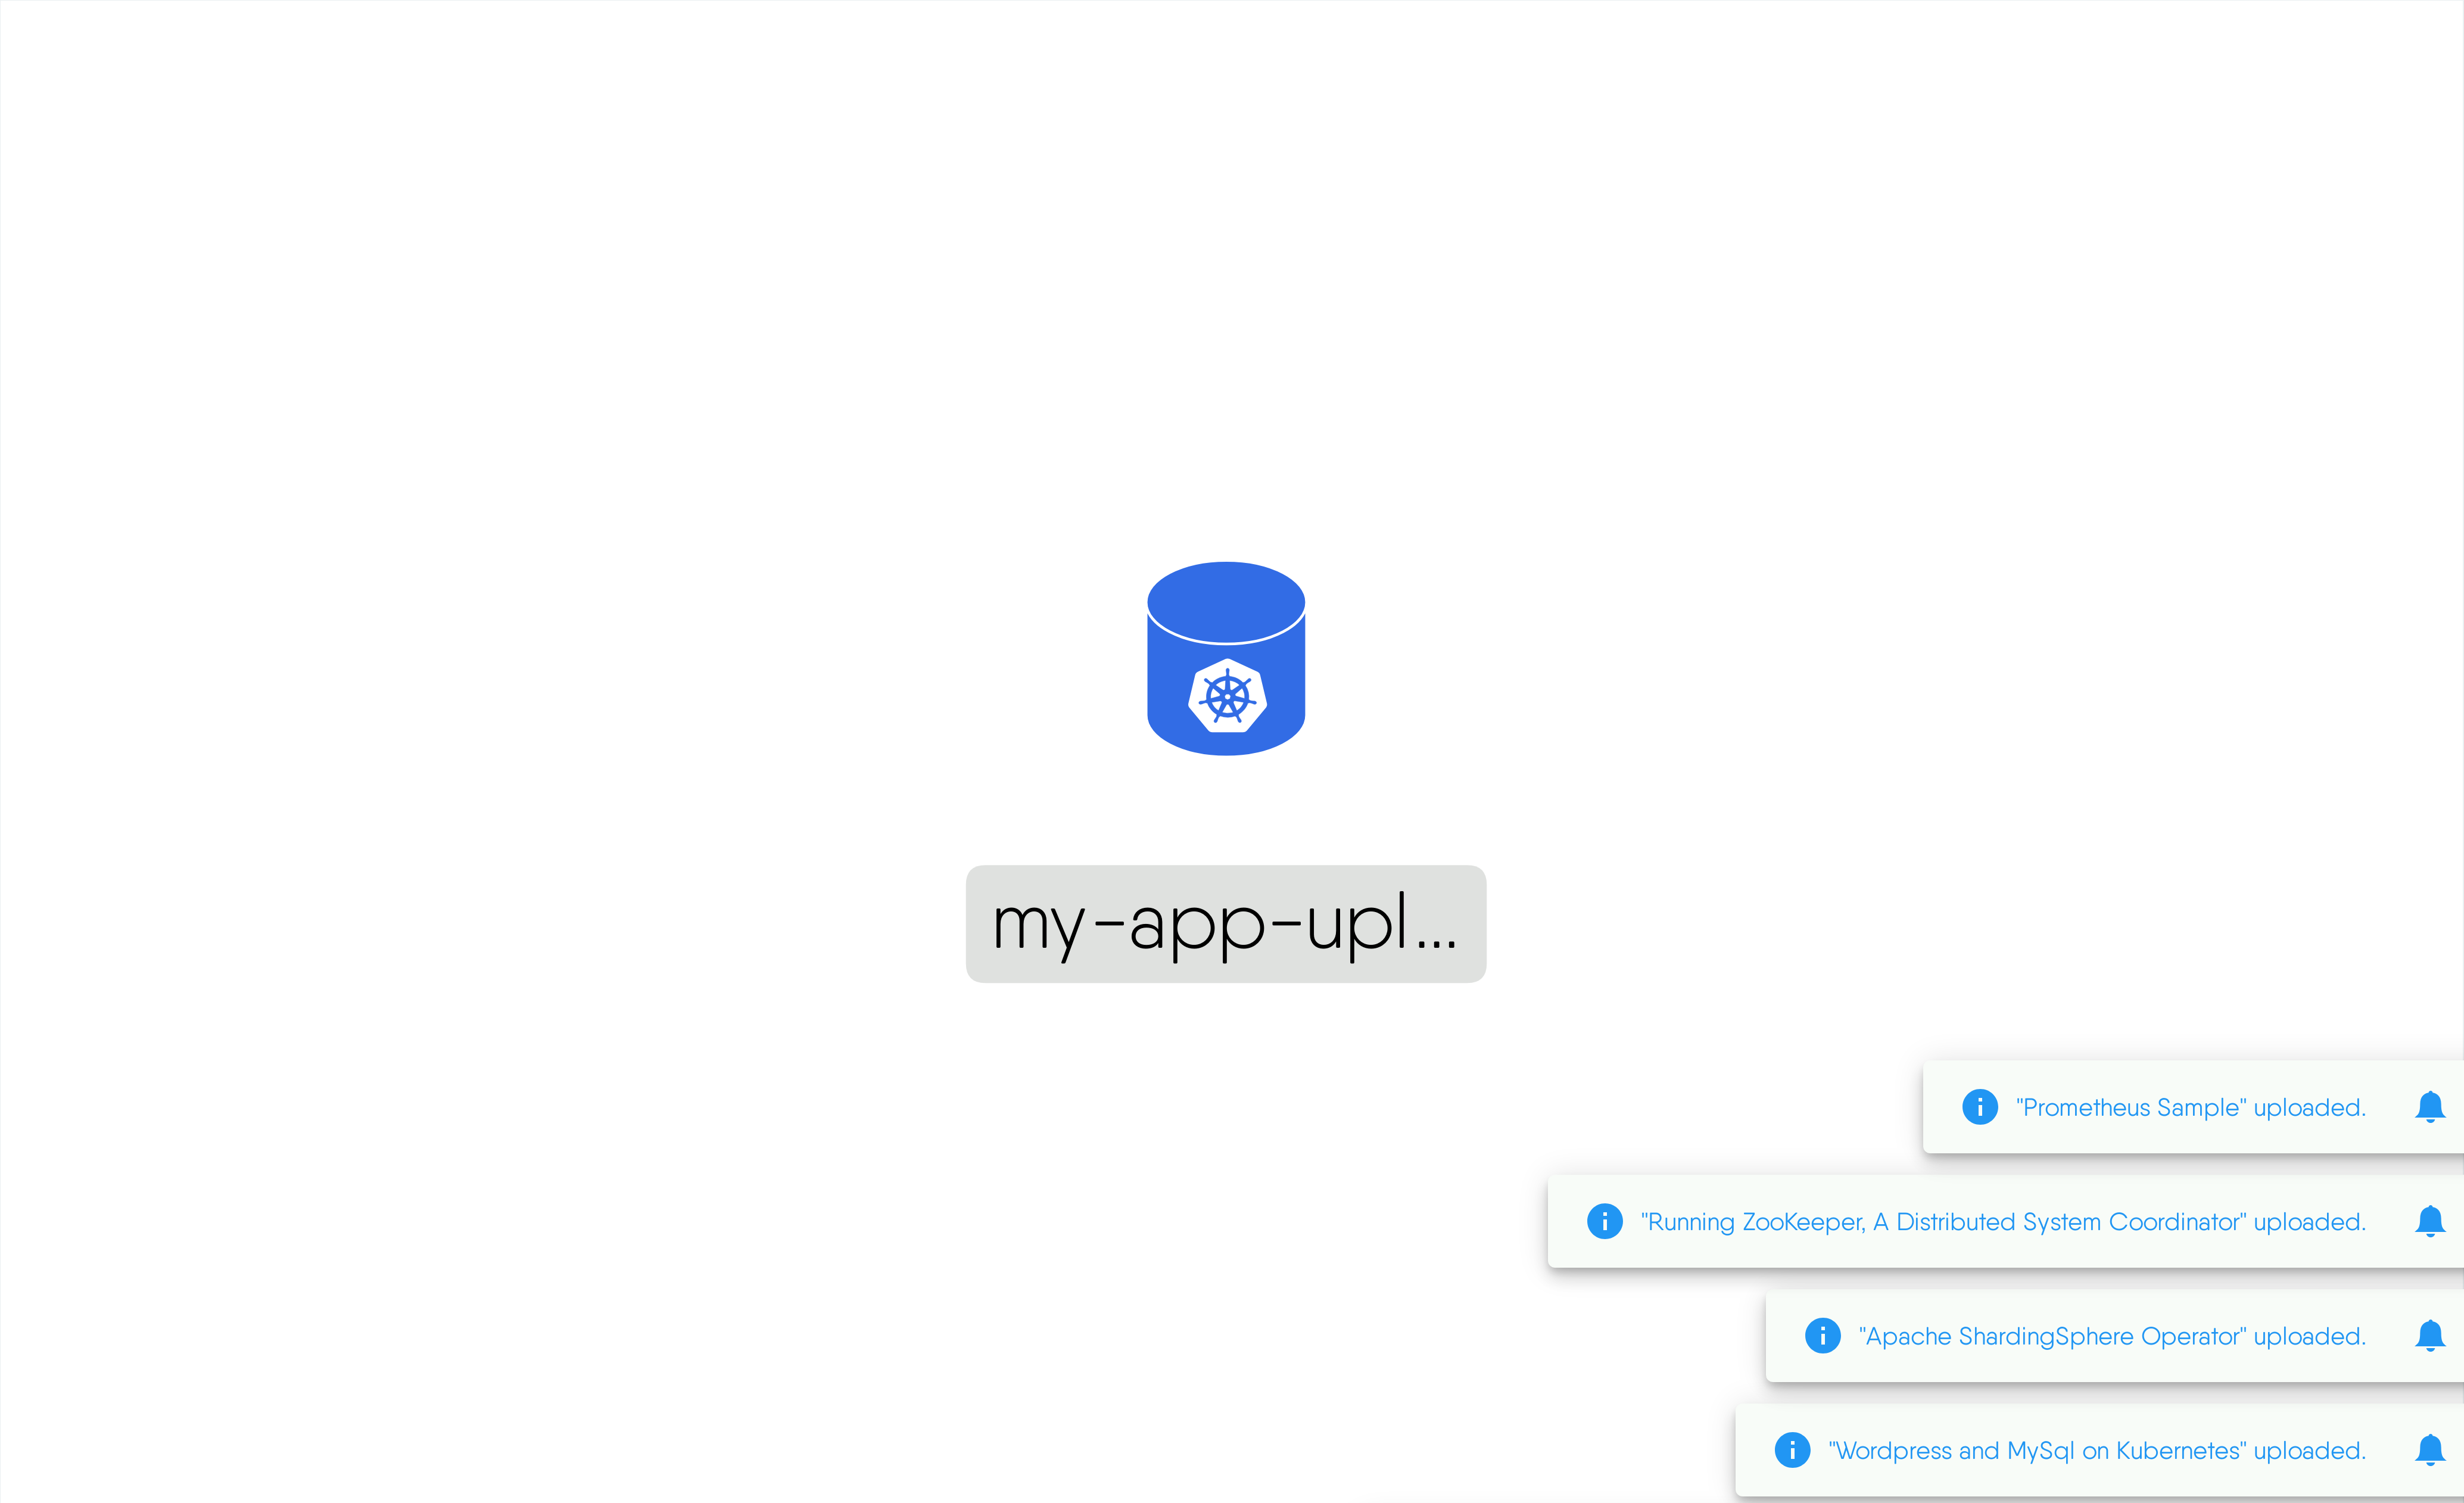 my-app-upl...
"Prometheus Sample" uploaded.
"Running ZooKeeper, A Distributed System Coordinator" uploaded.
"Apache ShardingSphere Operator" uploaded.
"Wordpress and MySql on Kubernetes" uploaded.